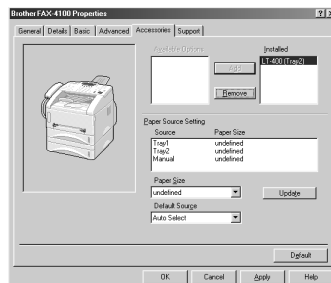 Brother FAX-4100 Properties
General Details Basic Advanced Accessories Support
Available Options
Installed
LT-400 (Tray2)
Add
Remove
Paper Source Setting
Source Paper Size
Tray1 undefined
Tray2 undefined
Manual undefined
Paper Size
undefined
Update
Default Source
Auto Select
Default
OK Cancel Apply Help